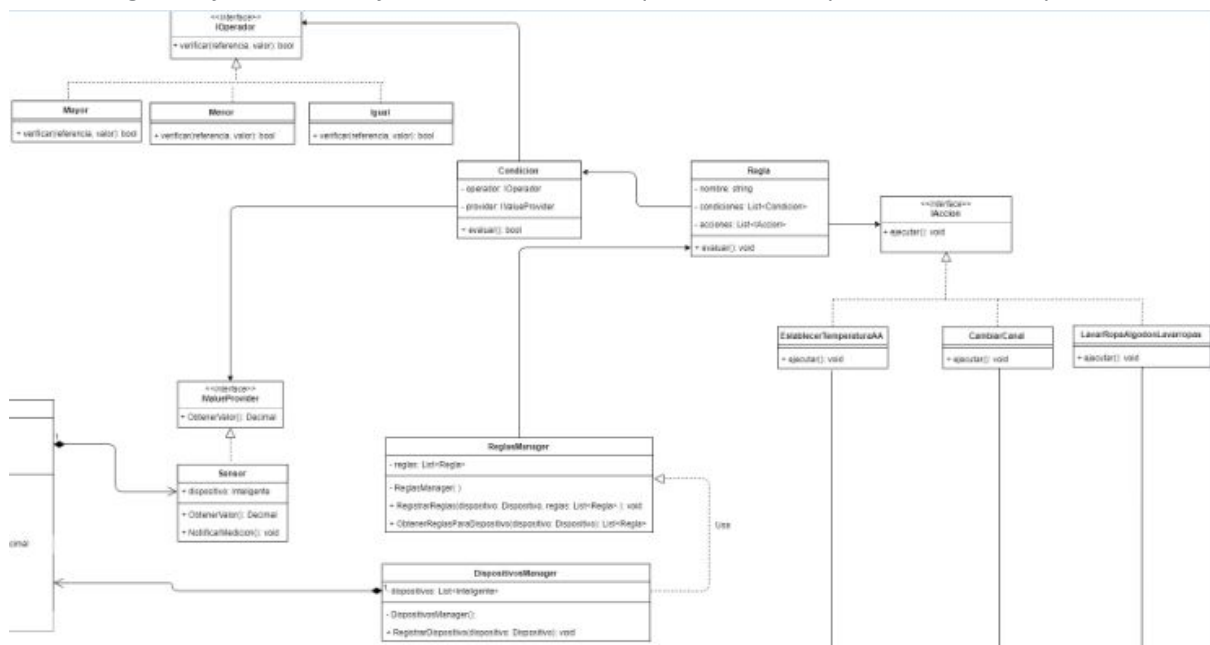 <<Interface>>
IOperador
+ verificar(referencia, valor): bool
Mayor
+ verificar(referencia, valor): bool
Menor
+ verificar(referencia, valor): bool
Igual
+ verificar(referencia, valor): bool
Condicion
- operador: IOperador
- provider: IValueProvider
+ evaluar(): bool
Regla
- nombre: string
- condiciones: List<Condicion>
- acciones: List<IAccion>
+ evaluar(): void
<<Interface>>
IAccion
+ ejecutar(): void
EstablecerTemperaturaAA
+ ejecutar(): void
CambiarCanal
+ ejecutar(): void
LavarRopaAlgodonLavarropas
+ ejecutar(): void
<<Interface>>
IValueProvider
+ ObtenerValor(): Decimal
1
Sensor
+ dispositivo: Inteligente
+ ObtenerValor(): Decimal
+ NotificarMedicion(): void
ReglasManager
- reglas: List<Regla>
- ReglasManager( )
+ RegistrarReglas(dispositivo: Dispositivo, reglas: List<Regla> ): void
+ ObtenerReglasParaDispositivo(dispositivo: Dispositivo): List<Regla>
Usa
DispositivosManager
1
- dispositivos: List<Inteligente>
- DispositivosManager();
+ RegistrarDispositivo(dispositivo: Dispositivo): void